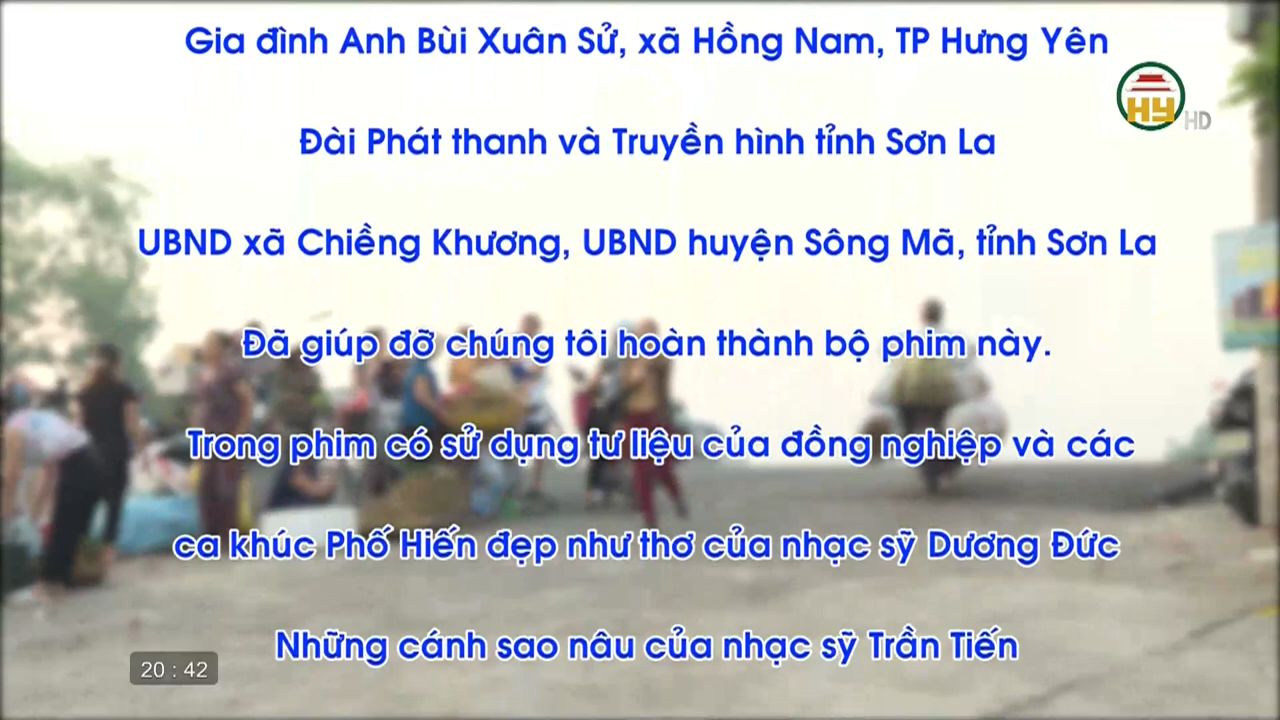 Gia đình Anh Bùi Xuân Sử, xã Hồng Nam, TP Hưng Yên
HY HD
Đài Phát thanh và Truyền hình tỉnh Sơn La
UBND xã Chiềng Khương, UBND huyện Sông Mã, tỉnh Sơn La
Đã giúp đỡ chúng tôi hoàn thành bộ phim này.
Trong phim có sử dụng tư liệu của đồng nghiệp và các
ca khúc Phố Hiến đẹp như thơ của nhạc sỹ Dương Đức
Những cánh sao nâu của nhạc sỹ Trần Tiến
20 : 42